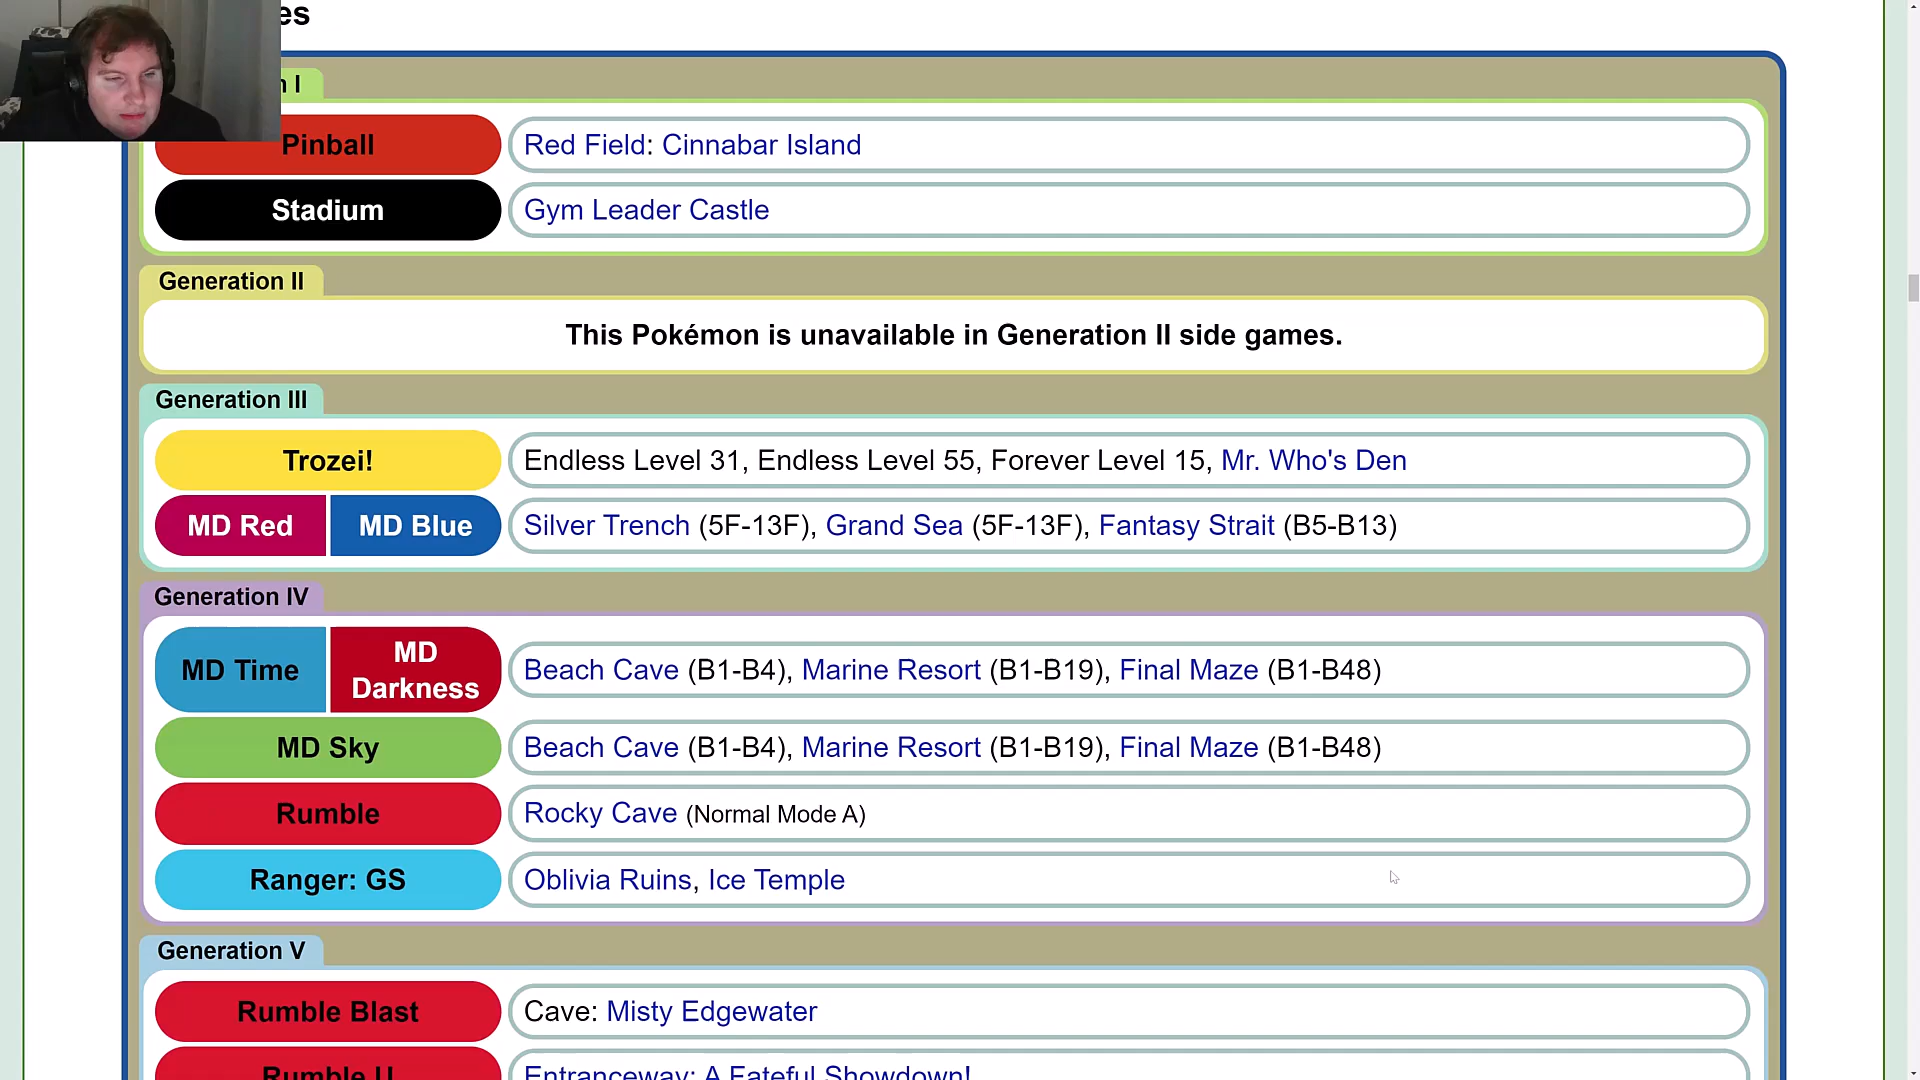 es
n I
Pinball Red Field: Cinnabar Island
Stadium Gym Leader Castle
Generation II
This Pokémon is unavailable in Generation II side games.
Generation III
Trozei! Endless Level 31, Endless Level 55, Forever Level 15, Mr. Who's Den
MD Red MD Blue Silver Trench (5F-13F), Grand Sea (5F-13F), Fantasy Strait (B5-B13)
Generation IV
MD Time MD Darkness Beach Cave (B1-B4), Marine Resort (B1-B19), Final Maze (B1-B48)
MD Sky Beach Cave (B1-B4), Marine Resort (B1-B19), Final Maze (B1-B48)
Rumble Rocky Cave (Normal Mode A)
Ranger: GS Oblivia Ruins, Ice Temple
Generation V
Rumble Blast Cave: Misty Edgewater
Rumble U Entranceway: A Fateful Showdown!